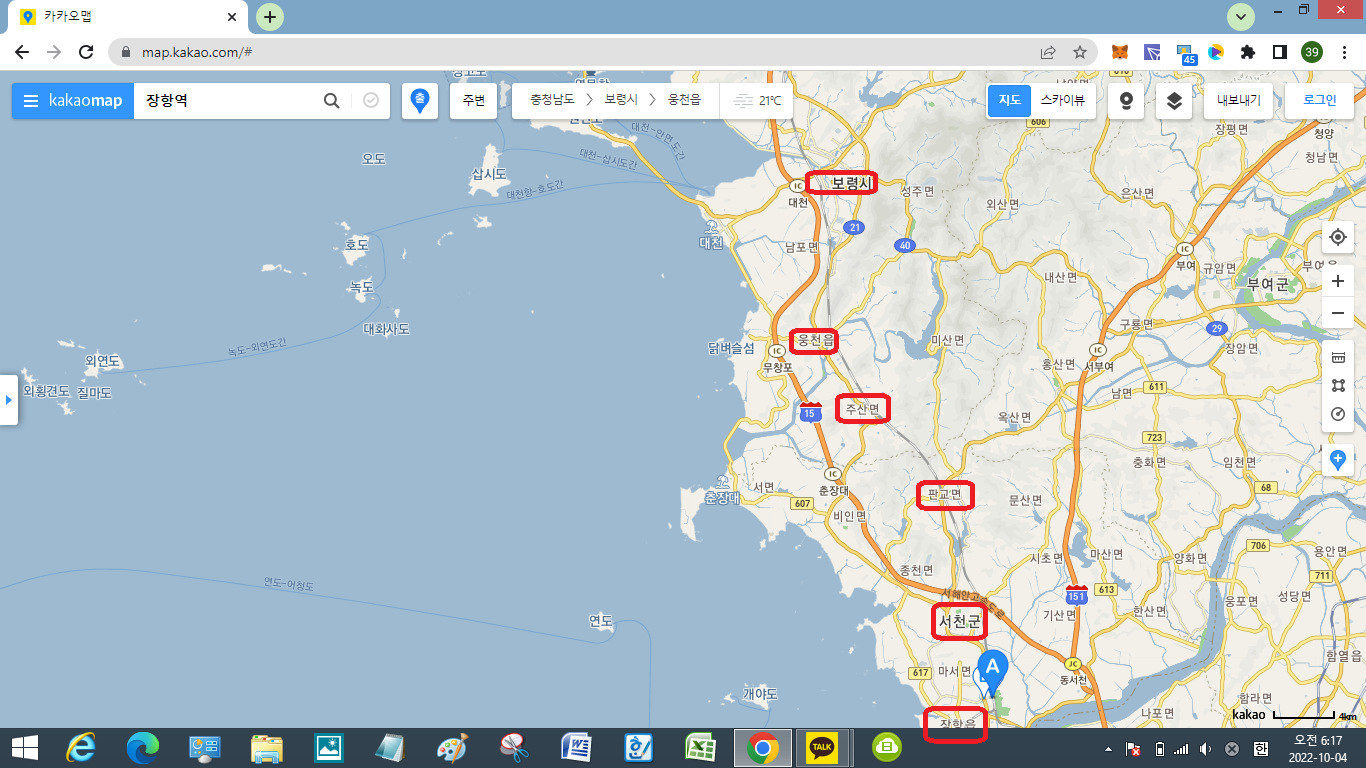 카카오맵
map.kakao.com/#
45
39
kakaomap
장항역
출
주변
충청남도
보령시
웅천읍
21℃
지도
스카이뷰
내보내기
로그인
대천-안면도간
606
장평면
청양
청남면
오도
삽시도
대천-삽시도간
대천항-호도간
IC
보령시
대천
성주면
은산면
외산면
21
40
대천
남포면
호도
IC
부여
규암면
부여읍
내산면
부여군
녹도
대화사도
구룡면
29
녹도-외연도간
외연도
닭벼슬섬
웅천읍
미산면
장암면
IC
무창포
IC
서부여
홍산면
외횡견도
질마도
611
남면
15
주산면
옥산면
723
충화면
임천면
IC
춘장대
서면
춘장대
607
판교면
문산면
68
비인면
706
용안면
마산면
양화면
시초면
종천면
711
연도-어청도
613
151
서해안고속도로
웅포면
성당면
기산면
한산면
연도
서천군
함열읍
JC
동서천
617
마서면
A
개야도
함라면
나포면
장항읍
kakao
4km
TALK
한
오전 6:17
2022-10-04